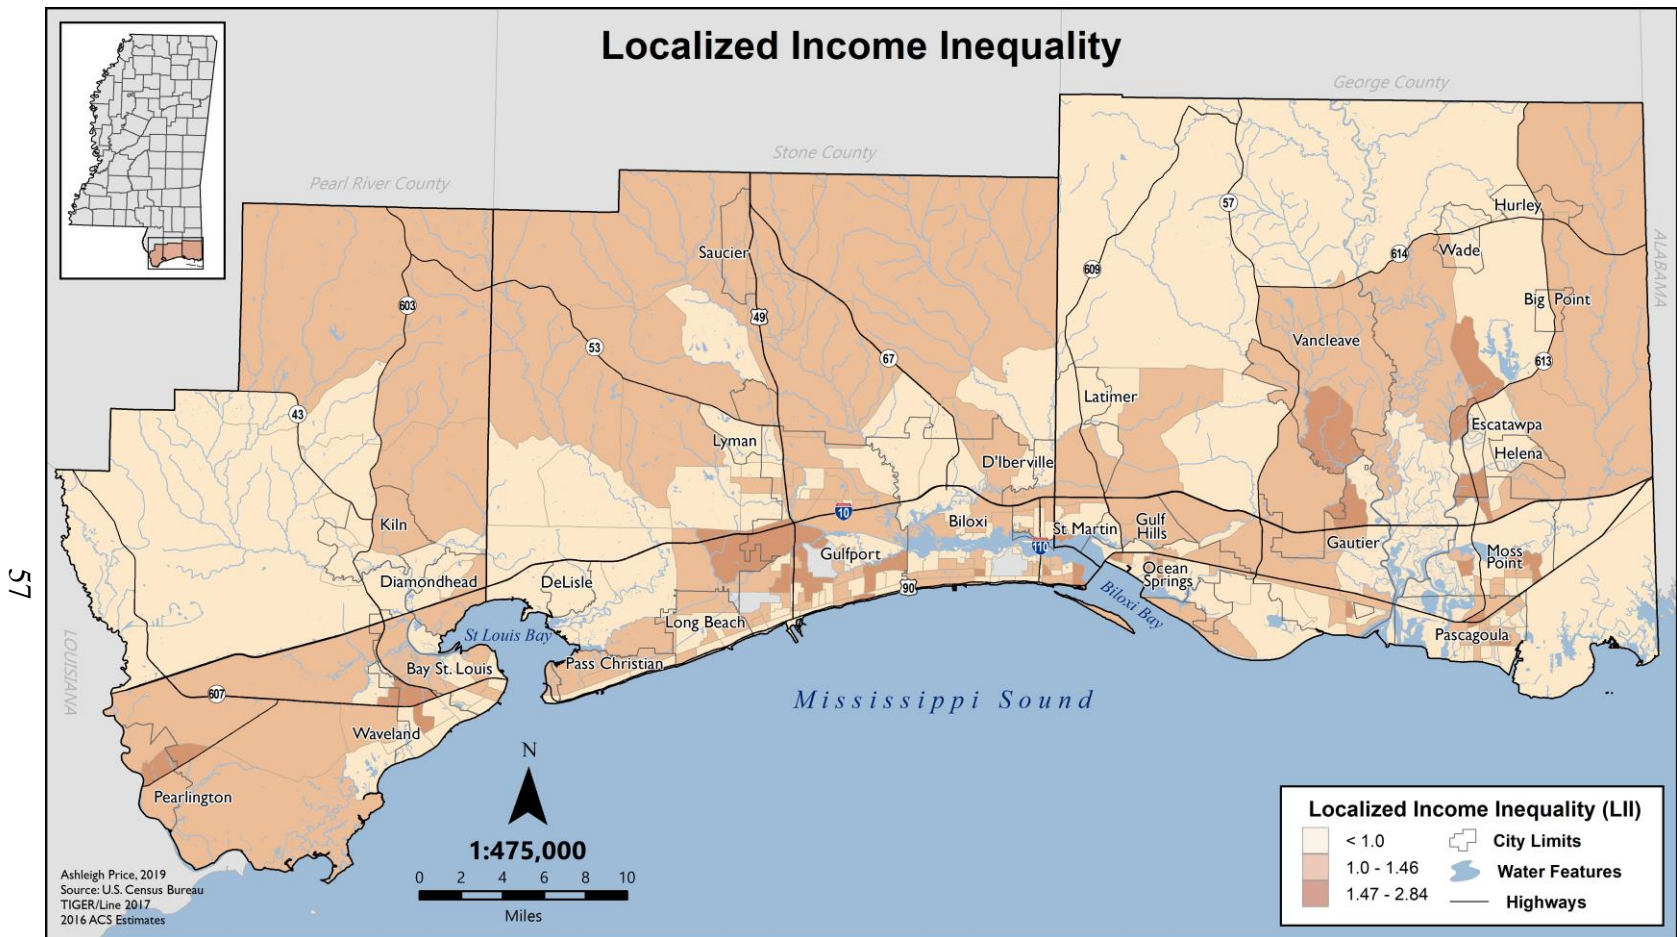 Localized Income Inequality
George County
Stone County
Pearl River County
Hurley
57
Saucier
614
Wade
ALABAMA
609
Big Point
603
49
Vancleave
53
67
613
43
Latimer
Lyman
Escatawpa
D'Iberville
Helena
10
Kiln
Biloxi
St Martin
Gulf
Hills
110
Gautier
Gulfport
Moss
Point
Diamondhead
DeLisle
Ocean
Springs
90
Biloxi Bay
57
Long Beach
St Louis Bay
Pascagoula
LOUISIANA
Bay St. Louis
Pass Christian
607
Mississippi Sound
Waveland
N
Pearlington
1:475,000
0 2 4 6 8 10
Miles
Ashleigh Price, 2019
Source: U.S. Census Bureau
TIGER/Line 2017
2016 ACS Estimates
Localized Income Inequality (LII)
< 1.0 City Limits
1.0 - 1.46 Water Features
1.47 - 2.84 Highways